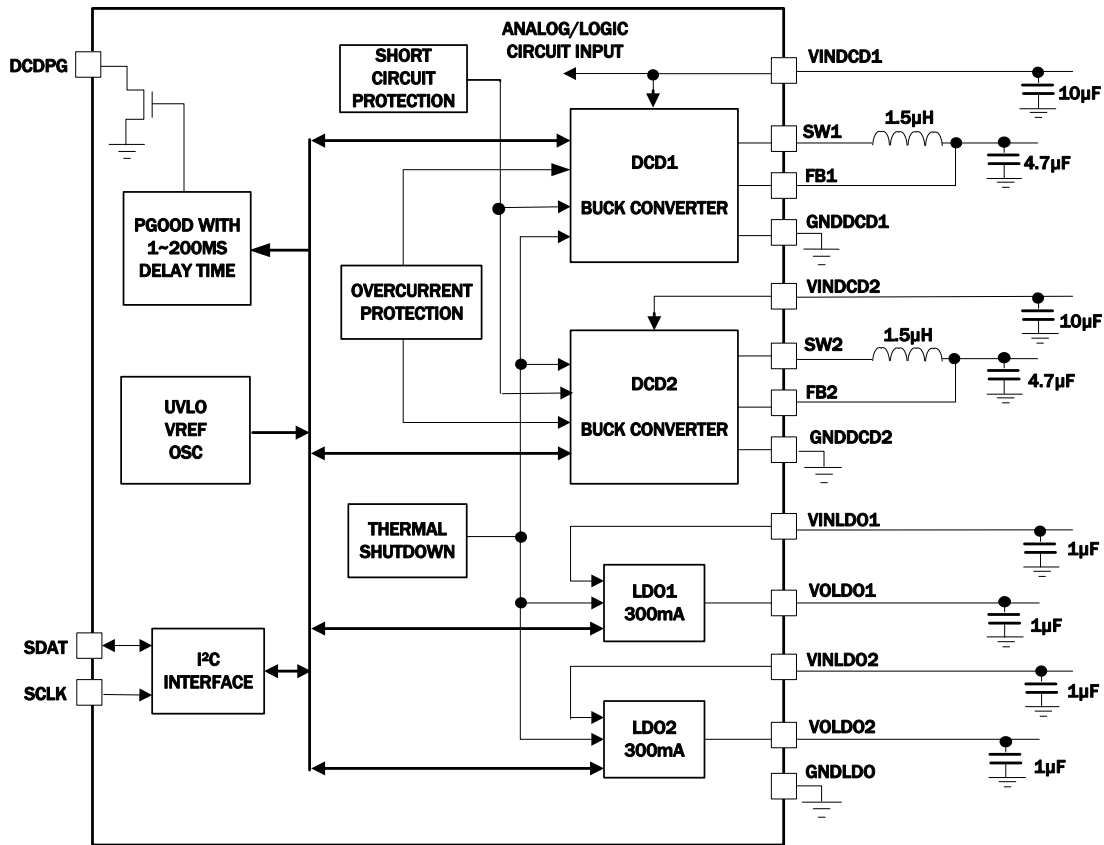 ANALOG/LOGIC
CIRCUIT INPUT
DCDPG
SHORT
CIRCUIT
PROTECTION
VINDCD1
10µF
1.5µH
SW1
4.7µF
FB1
DCD1
BUCK CONVERTER
GNDDCD1
PGOOD WITH
1~200MS
DELAY TIME
OVERCURRENT
PROTECTION
VINDCD2
10µF
1.5µH
SW2
4.7µF
FB2
DCD2
BUCK CONVERTER
GNDDCD2
UVLO
VREF
OSC
THERMAL
SHUTDOWN
VINLDO1
1µF
LDO1
300mA
VOLDO1
1µF
SDAT
SCLK
I²C
INTERFACE
VINLDO2
1µF
LDO2
300mA
VOLDO2
1µF
GNDLDO